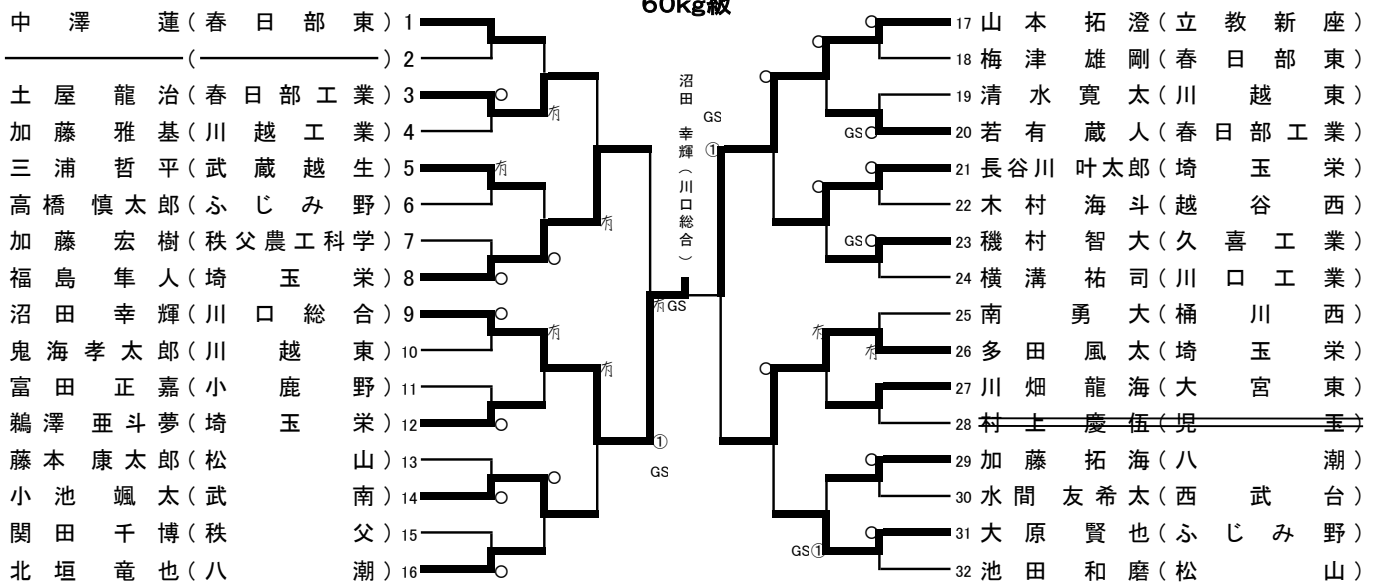 60kg級
中澤蓮(春日部東) 1
( ) 2
土屋龍治(春日部工業) 3
加藤雅基(川越工業) 4
三浦哲平(武蔵越生) 5
高橋慎太郎(ふじみ野) 6
加藤宏樹(秩父農工科学) 7
福島隼人(埼玉栄) 8
沼田幸輝(川口総合) 9
鬼海孝太郎(川越東) 10
富田正嘉(小鹿野) 11
鵜澤亜斗夢(埼玉栄) 12
藤本康太郎(松山) 13
小池颯太(武南) 14
関田千博(秩父) 15
北垣竜也(八潮) 16
○
有
有
○
有
○
○
有
○
有
○
○
○
①
GS
有GS
沼田幸輝(川口総合)
GS
①
○
○
○
GS○
○
○
GS○
有
有
○
○
○
GS①
17 山本拓澄(立教新座)
18 梅津雄剛(春日部東)
19 清水寛太(川越東)
20 若有蔵人(春日部工業)
21 長谷川叶太郎(埼玉栄)
22 木村海斗(越谷西)
23 磯村智大(久喜工業)
24 横溝祐司(川口工業)
25 南勇大(桶川西)
26 多田風太(埼玉栄)
27 川畑龍海(大宮東)
28 村上慶伍(児玉)
29 加藤拓海(八潮)
30 水間友希太(西武台)
31 大原賢也(ふじみ野)
32 池田和磨(松山)